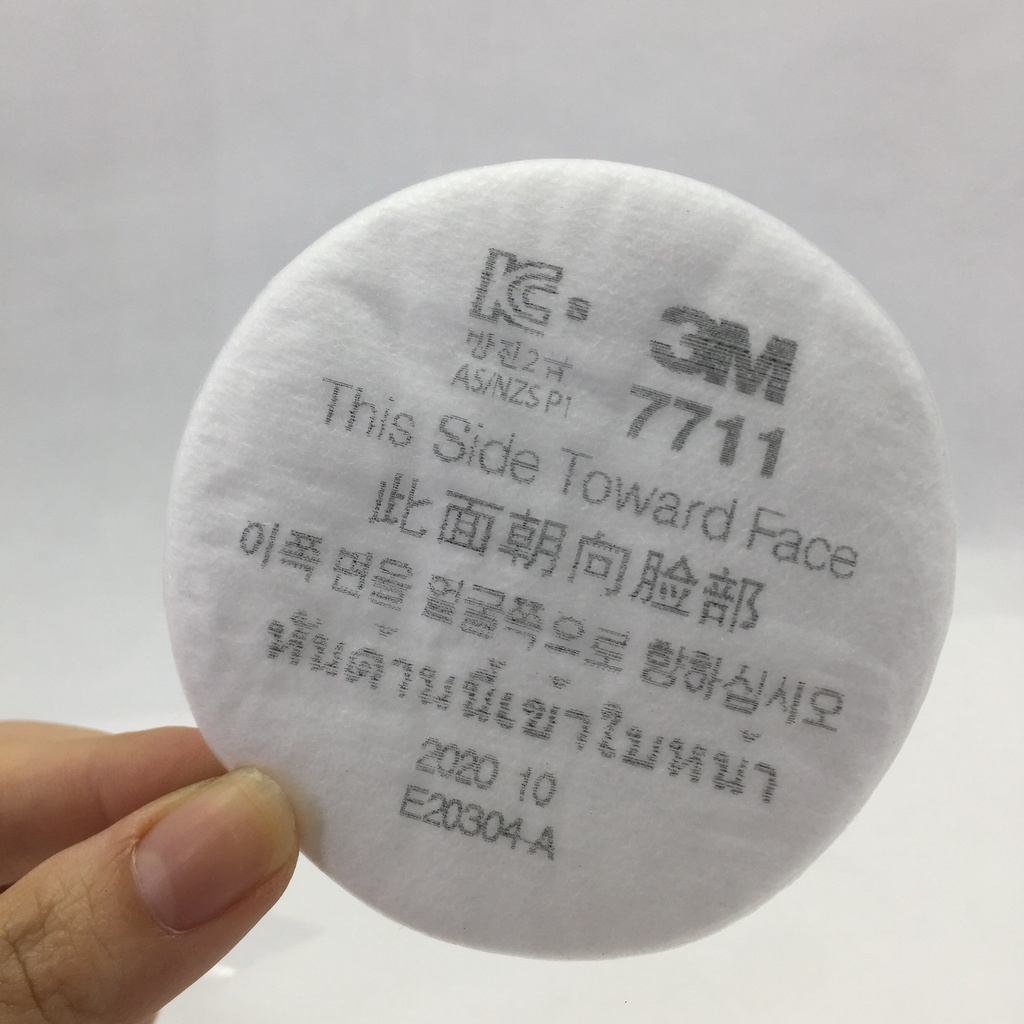 KCs
방진2급
AS/NZS P1
3M
7711
This Side Toward Face
此面朝向脸部
이쪽 면을 얼굴쪽으로 향하십시오
หันด้านนี้เข้าใบหน้า
2020 10
E20304-A